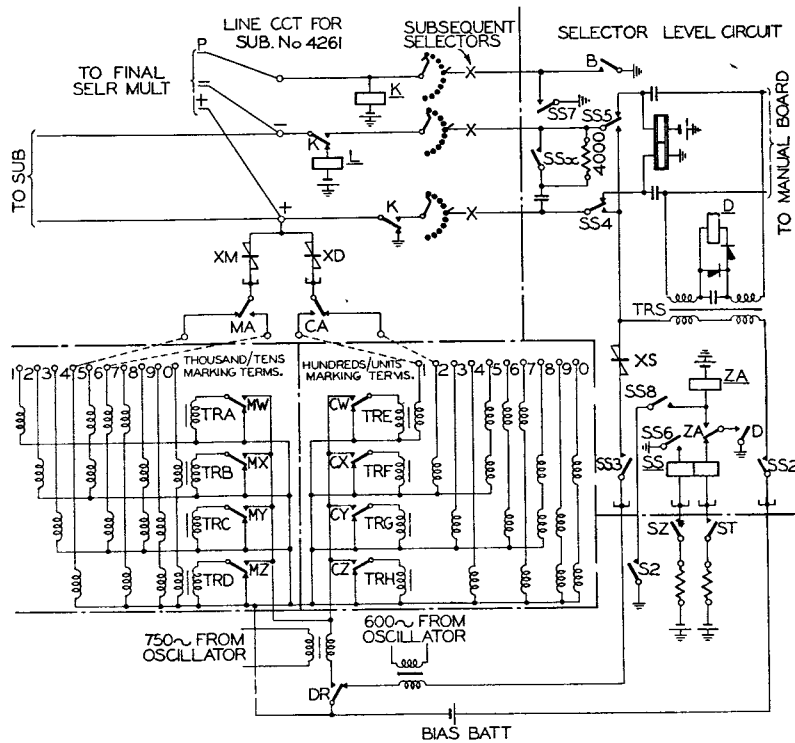 LINE CCT FOR
SUB. No 4261
SUBSEQUENT
SELECTORS
SELECTOR LEVEL CIRCUIT
P
=
+
TO FINAL
SELR MULT
K
B
SS7
SS5
−
K
L
SSx
4000
I
TO SUB
TO MANUAL BOARD
+
K
SS4
D
XM
XD
TRS
MA
CA
1 2 3 4 5 6 7 8 9 0
THOUSAND/TENS
MARKING TERMS.
HUNDREDS/UNITS
MARKING TERMS.
1 2 3 4 5 6 7 8 9 0
XS
ZA
SS8
TRA
MW
CW
TRE
SS6
ZA
D
TRB
MX
CX
TRF
SS3
SS
SS2
TRC
MY
CY
TRG
SZ
ST
TRD
MZ
CZ
TRH
S2
750~ FROM
OSCILLATOR
600~ FROM
OSCILLATOR
DR
BIAS BATT